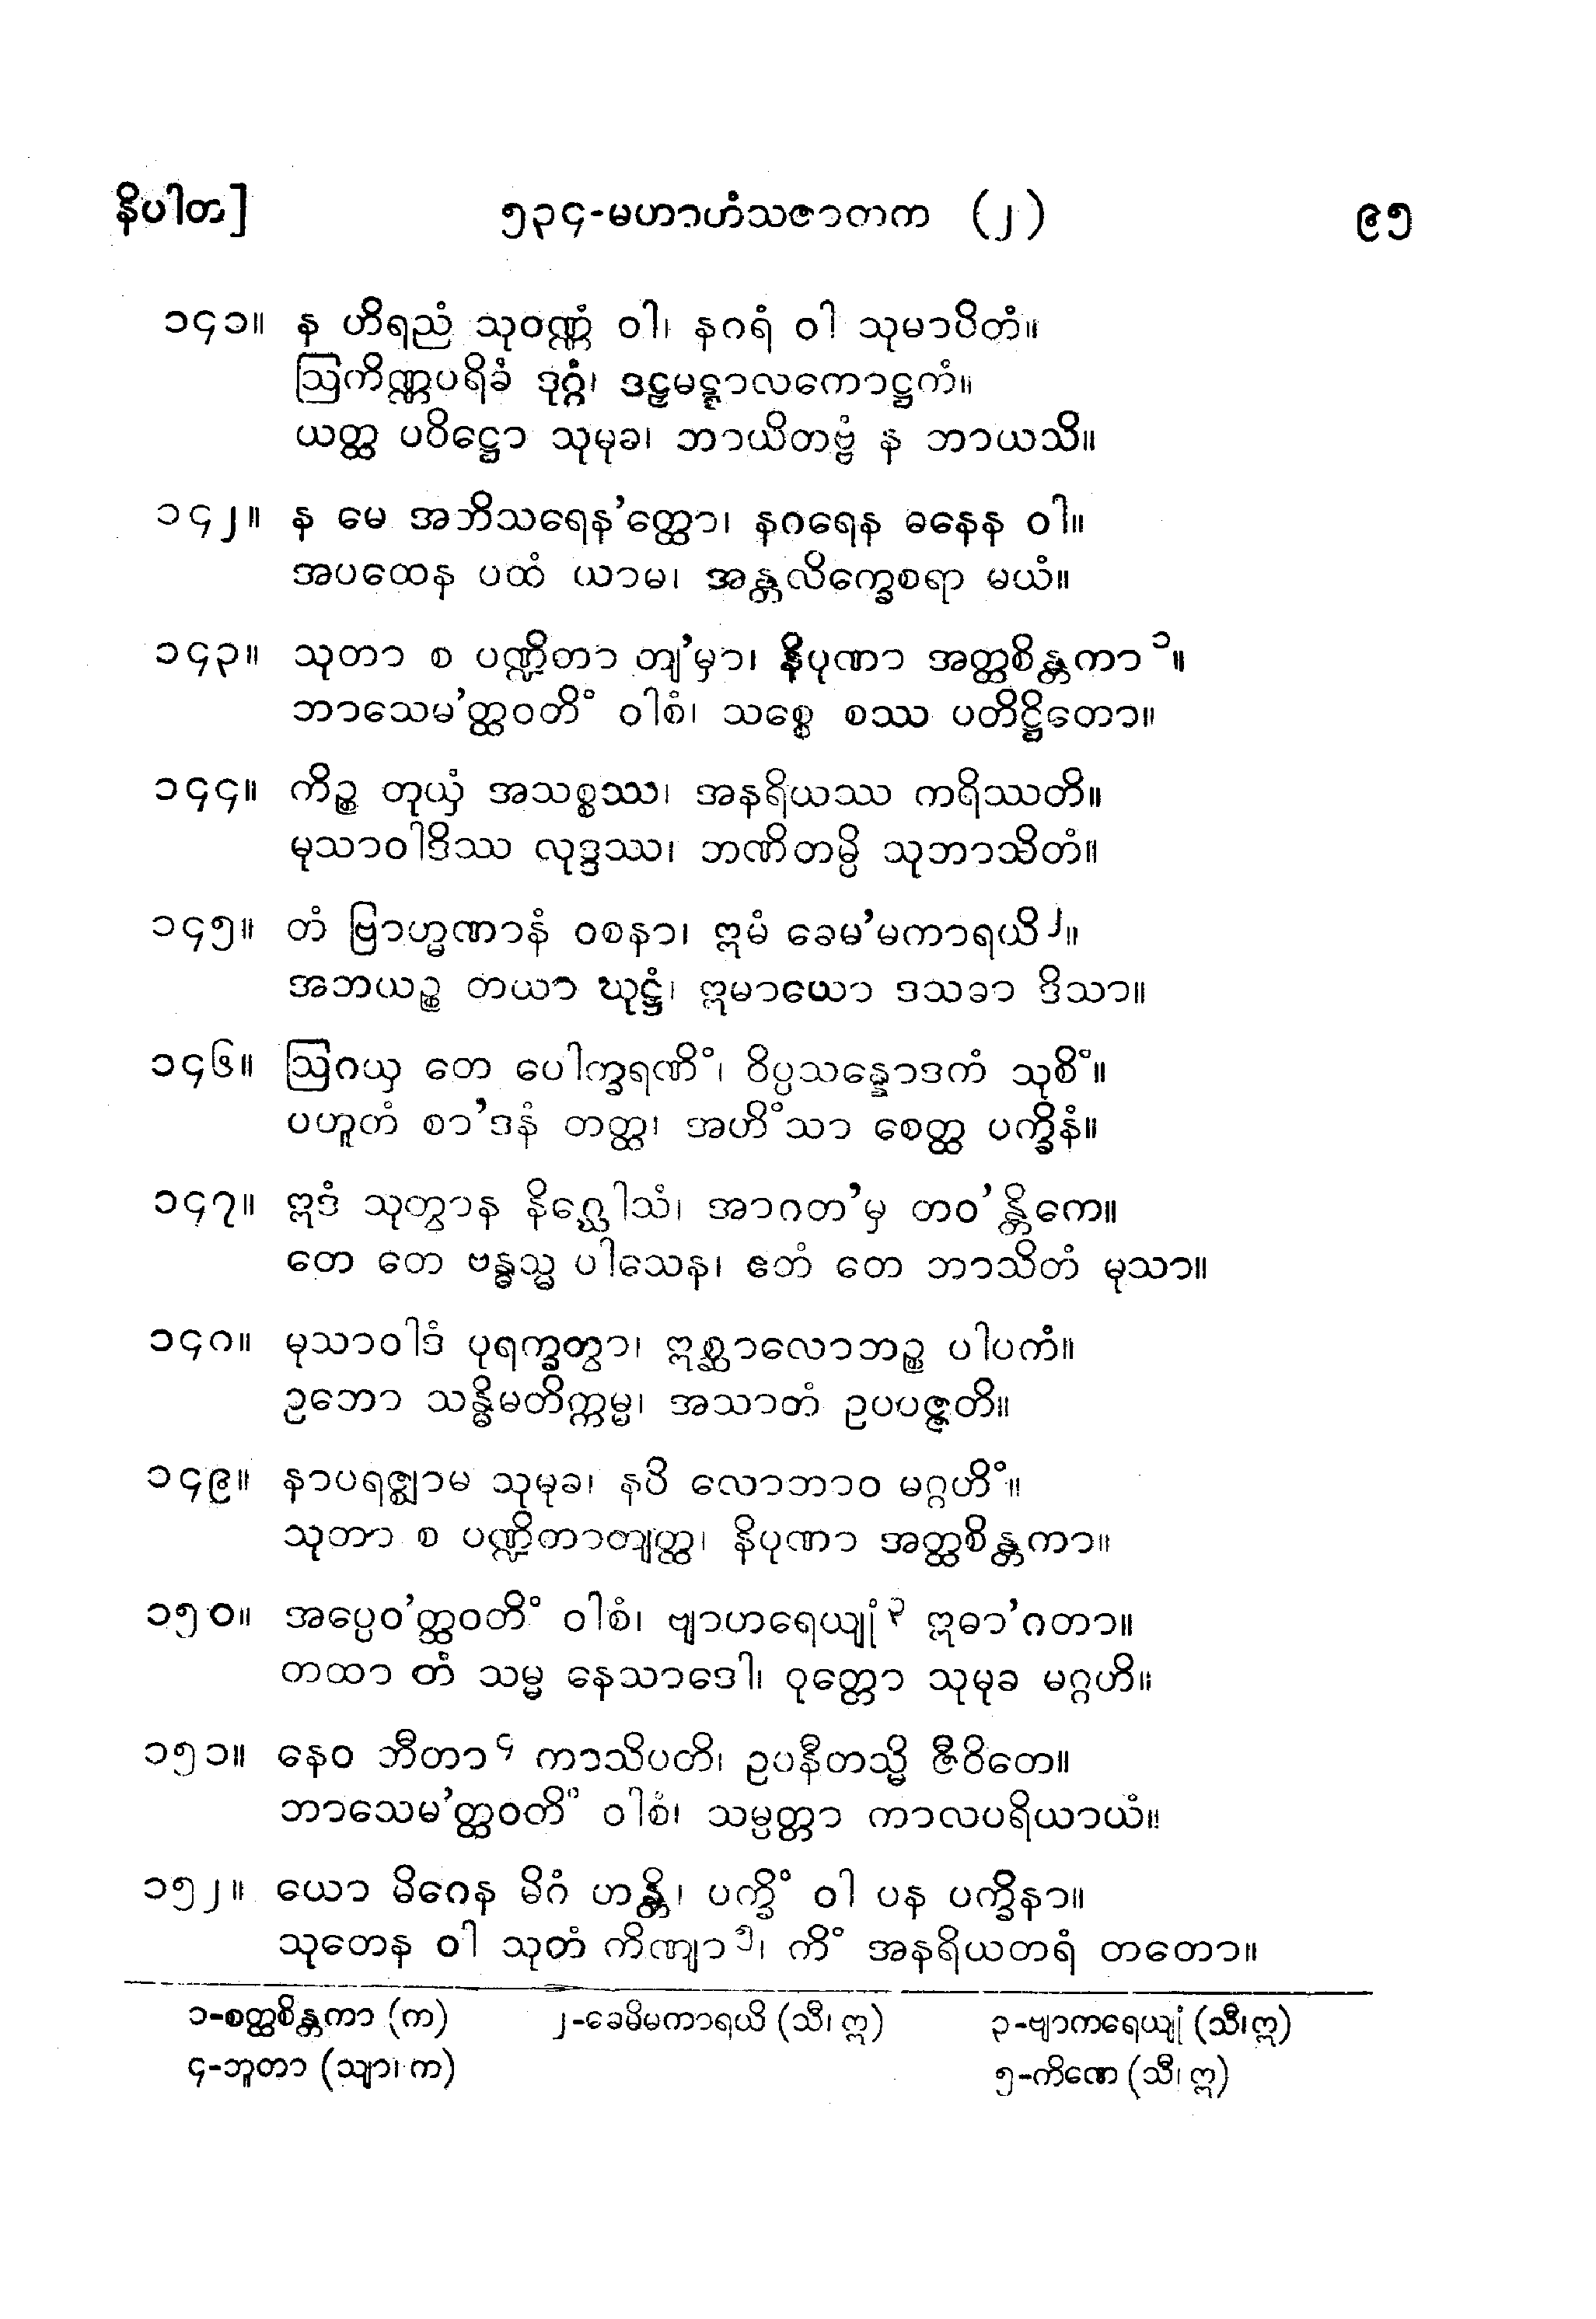 နိပါတ]	၅၃၄-မဟာဟံသဇာတက (၂)	၉၅
၁၄၁။ န ဟိရညံ သုဝဏ္ဏံ ဝါ၊ နဂရံ ဝါ သုမာပိတံ။
ဩကိဏ္ဏပရိခံ ဒုဂ္ဂံ၊ ဒဠှမဋ္ဋာလကောဋ္ဌကံ။
ယတ္ထ ပဝိဋ္ဌော သုမုခ၊ ဘာယိတဗ္ဗံ န ဘာယသိ။
၁၄၂။ န မေ အဘိသရေန’တ္ထော၊ နဂရေန ဓနေန ဝါ။
အပထေန ပထံ ယာမ၊ အန္တလိက္ခေစရာ မယံ။
၁၄၃။ သုတာ စ ပဏ္ဍိတာ တျ’မှာ၊ နိပုဏာ အတ္ထစိန္တကာ ၁။
ဘာသေမ’တ္ထဝတိံ ဝါစံ၊ သစ္စေ စဿ ပတိဋ္ဌိတော။
၁၄၄။ ကိဉ္စ တုယှံ အသစ္စဿ၊ အနရိယဿ ကရိဿတိ။
မုသာဝါဒိဿ လုဒ္ဒဿ၊ ဘဏိတမ္ပိ သုဘာသိတံ။
၁၄၅။ တံ ဗြာဟ္မဏာနံ ဝစနာ၊ ဣမံ ခေမ’မကာရယိ ၂။
အဘယဉ္စ တယာ ဃုဋ္ဌံ၊ ဣမာယော ဒသဓာ ဒိသာ။
၁၄၆။ ဩဂယှ တေ ပေါက္ခရဏိံ၊ ဝိပ္ပသန္နောဒကံ သုစိံ။
ပဟူတံ စာ’ဒနံ တတ္ထ၊ အဟိံသာ စေတ္ထ ပက္ခိနံ။
၁၄၇။ ဣဒံ သုတွာန နိဂ္ဃေါသံ၊ အာဂတ’မှ တဝ’န္တိကေ။
တေ တေ ဗန္ဓသ္မ ပါသေန၊ ဧတံ တေ ဘာသိတံ မုသာ။
၁၄၈။ မုသာဝါဒံ ပုရက္ခတွာ၊ ဣစ္ဆာလောဘဉ္စ ပါပကံ။
ဥဘော သန္ဓိမတိက္ကမ္မ၊ အသာတံ ဥပပဇ္ဇတိ။
၁၄၉။ နာပရဇ္ဈာမ သုမုခ၊ နပိ လောဘာဝ မဂ္ဂဟိံ။
သုတာ စ ပဏ္ဍိတာတျတ္ထ၊ နိပုဏာ အတ္ထစိန္တကာ။
၁၅၀။ အပ္ပေဝ’တ္ထဝတိံ ဝါစံ၊ ဗျာဟရေယျုံ ၃ ဣဓာ’ဂတာ။
တထာ တံ သမ္မ နေသာဒေါ၊ ဝုတ္တော သုမုခ မဂ္ဂဟိ။
၁၅၁။ နေဝ ဘီတာ ၄ ကာသိပတိ၊ ဥပနီတသ္မိ ဇီဝိတေ။
ဘာသေမ’တ္ထဝတိံ ဝါစံ၊ သမ္ပတ္တာ ကာလပရိယာယံ။
၁၅၂။ ယော မိဂေန မိဂံ ဟန္တိ၊ ပက္ခိံ ဝါ ပန ပက္ခိနာ။
သုတေန ဝါ သုတံ ကိဏျာ ၅၊ ကိံ အနရိယတရံ တတော။
၁-စတ္ထစိန္တကာ (က)	၂-ခေမိမကာရယိ (သီ၊ ဣ)	၃-ဗျာကရေယျုံ (သီ၊ ဣ)
၄-ဘူတာ (သျာ၊ က)	၅-ကိဏေ (သီ၊ ဣ)